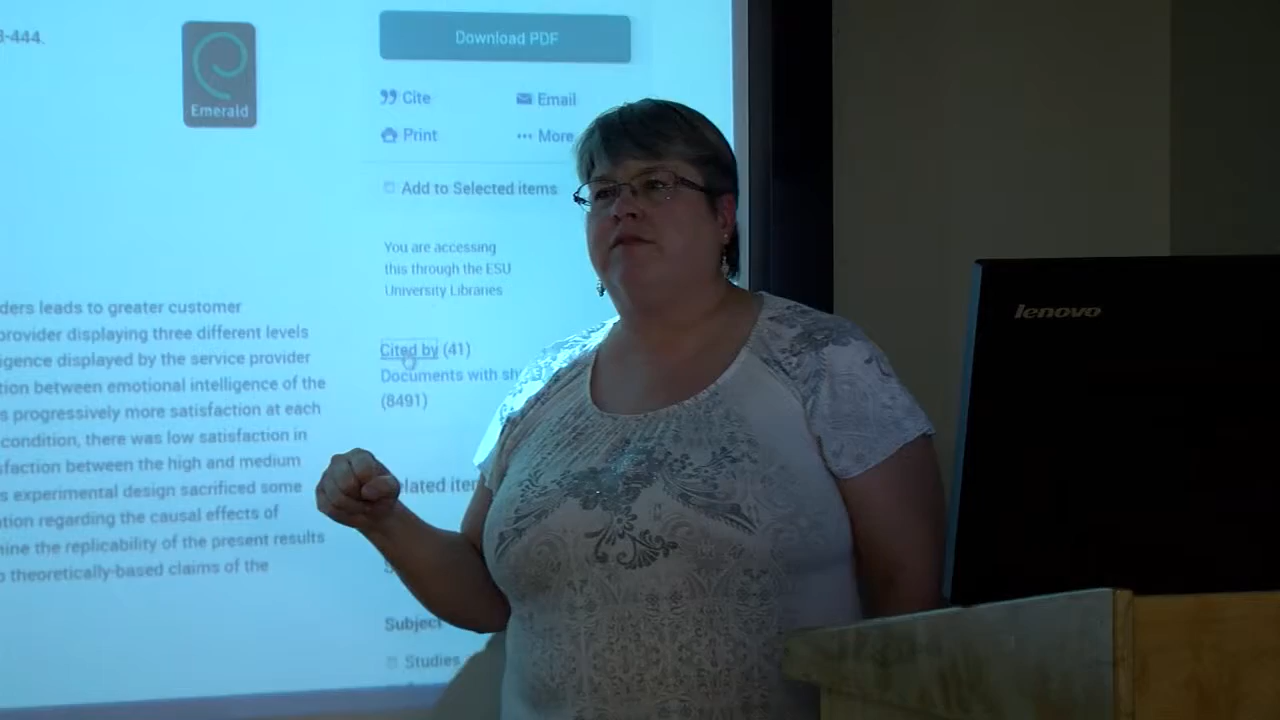 3-444.
Emerald
Download PDF
Cite
Email
Print
More
Add to Selected items
You are accessing
this through the ESU
University Libraries
Cited by (41)
Documents with sh
(8491)
elated iter
Subject
Studies
ders leads to greater customer
provider displaying three different levels
igence displayed by the service provider
tion between emotional intelligence of the
s progressively more satisfaction at each
condition, there was low satisfaction in
sfaction between the high and medium
s experimental design sacrificed some
ation regarding the causal effects of
nine the replicability of the present results
o theoretically-based claims of the
lenovo